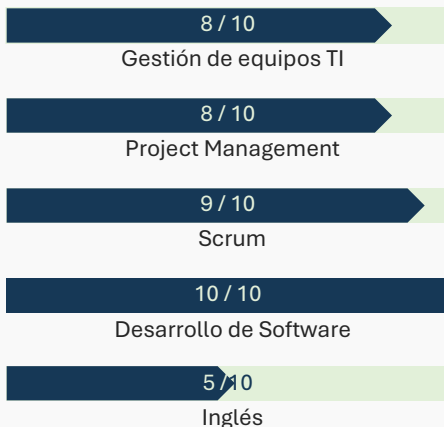 8 / 10
Gestión de equipos TI
8 / 10
Project Management
9 / 10
Scrum
10 / 10
Desarrollo de Software
5 /10
Inglés